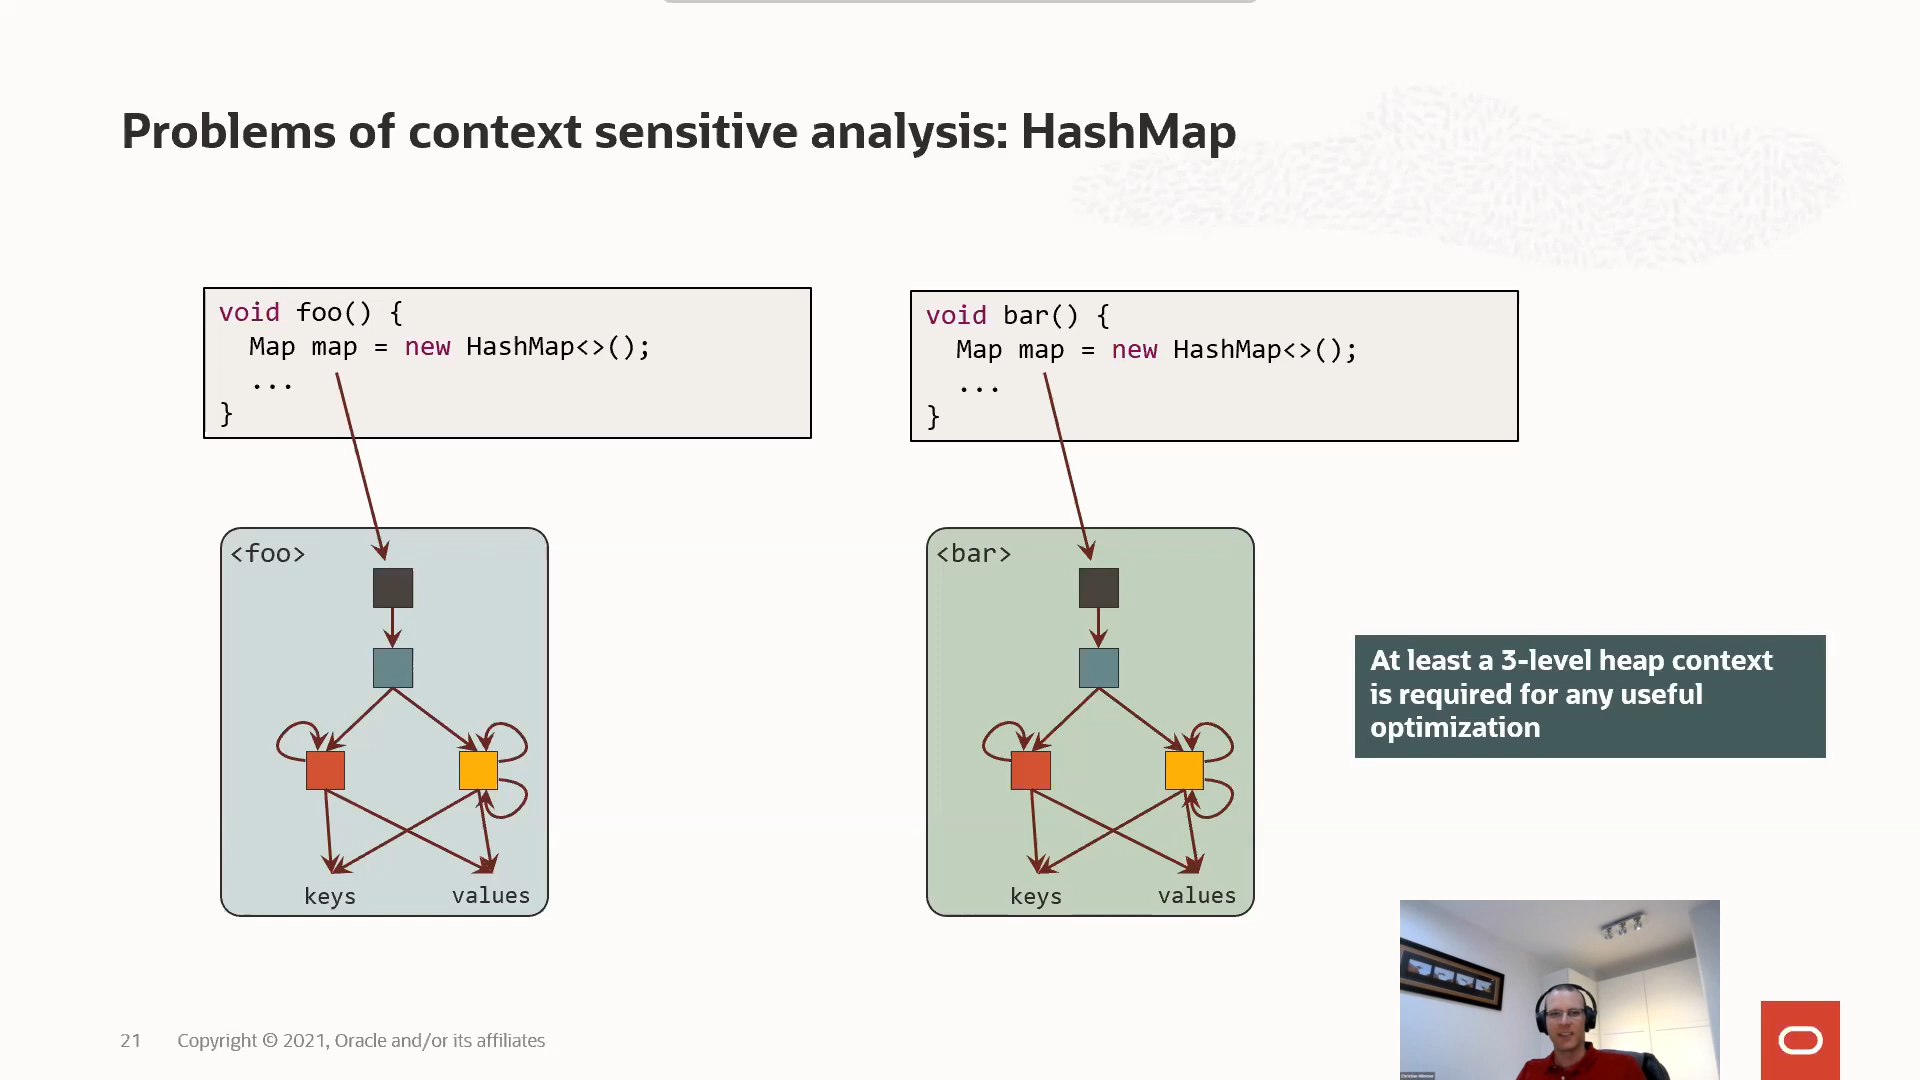 Problems of context sensitive analysis: HashMap
void foo() {
  Map map = new HashMap<>();
  ...
}
void bar() {
  Map map = new HashMap<>();
  ...
}
<foo>
keys values
<bar>
keys values
At least a 3-level heap context
is required for any useful
optimization
21 Copyright © 2021, Oracle and/or its affiliates